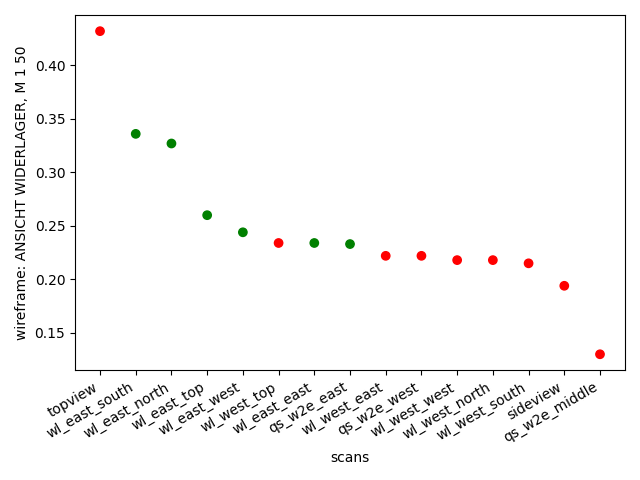 wireframe: ANSICHT WIDERLAGER, M 1 50
0.40
0.35
0.30
0.25
0.20
0.15
topview
wl_east_south
wl_east_north
wl_east_top
wl_east_west
wl_west_top
wl_east_east
qs_w2e_east
wl_west_east
qs_w2e_west
wl_west_west
wl_west_north
wl_west_south
sideview
qs_w2e_middle
scans